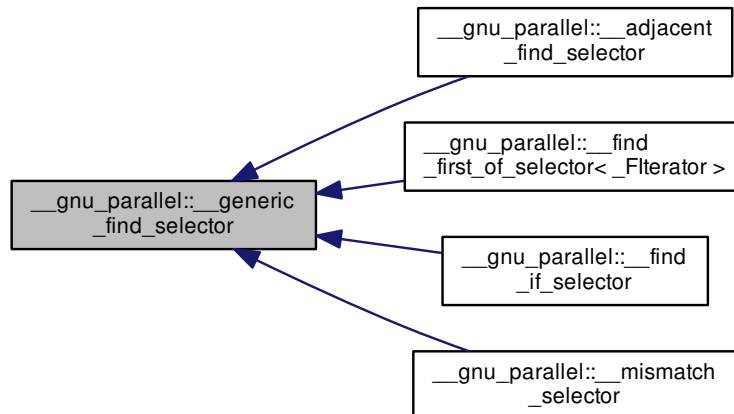 __gnu_parallel::__adjacent
_find_selector
__gnu_parallel::__find
_first_of_selector< _FIterator >
__gnu_parallel::__generic
_find_selector
__gnu_parallel::__find
_if_selector
__gnu_parallel::__mismatch
_selector